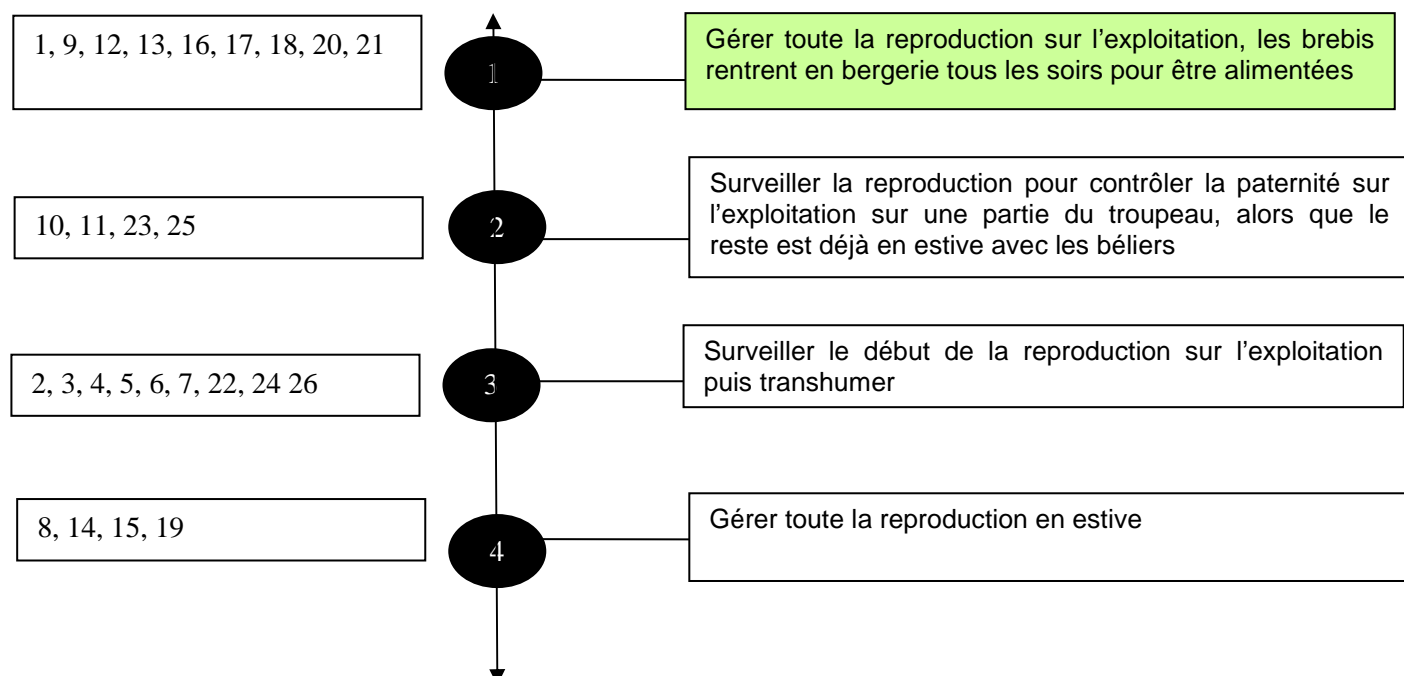 1, 9, 12, 13, 16, 17, 18, 20, 21
1
Gérer toute la reproduction sur l’exploitation, les brebis
rentrent en bergerie tous les soirs pour être alimentées
10, 11, 23, 25
2
Surveiller la reproduction pour contrôler la paternité sur
l’exploitation sur une partie du troupeau, alors que le
reste est déjà en estive avec les béliers
2, 3, 4, 5, 6, 7, 22, 24 26
3
Surveiller le début de la reproduction sur l’exploitation
puis transhumer
8, 14, 15, 19
4
Gérer toute la reproduction en estive